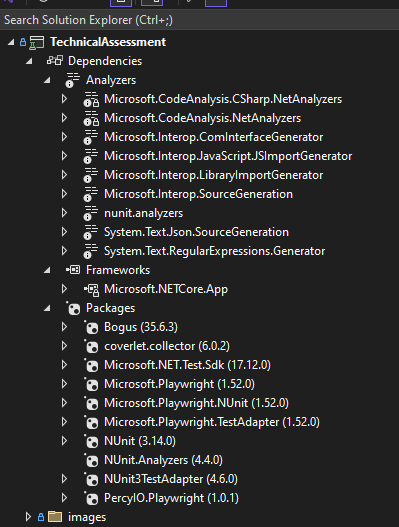 Search Solution Explorer (Ctrl+;)
TechnicalAssessment
Dependencies
Analyzers
Microsoft.CodeAnalysis.CSharp.NetAnalyzers
Microsoft.CodeAnalysis.NetAnalyzers
Microsoft.Interop.ComInterfaceGenerator
Microsoft.Interop.JavaScript.JSImportGenerator
Microsoft.Interop.LibraryImportGenerator
Microsoft.Interop.SourceGeneration
nunit.analyzers
System.Text.Json.SourceGeneration
System.Text.RegularExpressions.Generator
Frameworks
Microsoft.NETCore.App
Packages
Bogus (35.6.3)
coverlet.collector (6.0.2)
Microsoft.NET.Test.Sdk (17.12.0)
Microsoft.Playwright (1.52.0)
Microsoft.Playwright.NUnit (1.52.0)
Microsoft.Playwright.TestAdapter (1.52.0)
NUnit (3.14.0)
NUnit.Analyzers (4.4.0)
NUnit3TestAdapter (4.6.0)
PercyIO.Playwright (1.0.1)
images